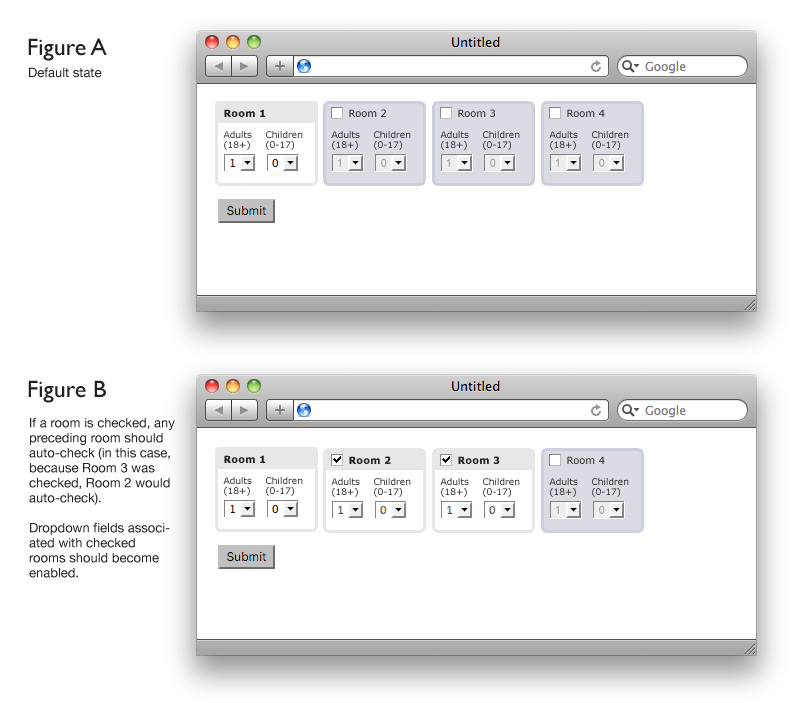 Figure A
Default state
Untitled
Google
Room 1
Room 2
Room 3
Room 4
Adults Children Adults Children Adults Children Adults Children
(18+) (0-17) (18+) (0-17) (18+) (0-17) (18+) (0-17)
1 0 1 0 1 0 1 0
Submit
Figure B
If a room is checked, any
preceding room should
auto-check (in this case,
because Room 3 was
checked, Room 2 would
auto-check).
Dropdown fields associ-
ated with checked
rooms should become
enabled.
Untitled
Google
Room 1
Room 2
Room 3
Room 4
Adults Children Adults Children Adults Children Adults Children
(18+) (0-17) (18+) (0-17) (18+) (0-17) (18+) (0-17)
1 0 1 0 1 0 1 0
Submit